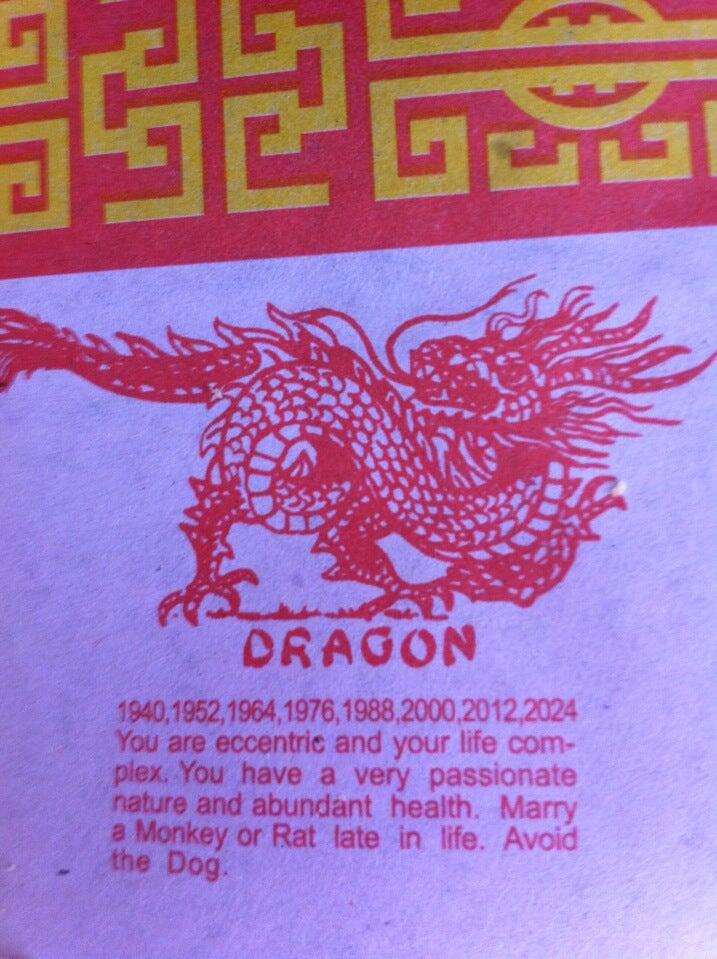 DRAGON
1940,1952,1964,1976,1988,2000,2012,2024
You are eccentric and your life com-
plex. You have a very passionate
nature and abundant health. Marry
a Monkey or Rat late in life. Avoid
the Dog.